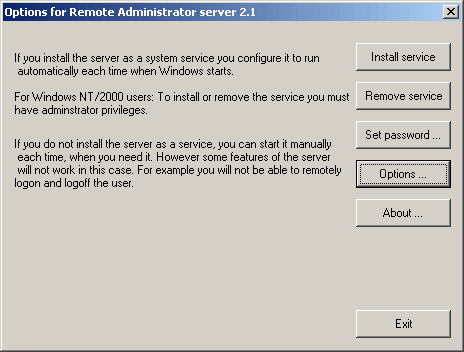 Options for Remote Administrator server 2.1
If you install the server as a system service you configure it to run
automatically each time when Windows starts.
For Windows NT/2000 users: To install or remove the service you must
have adminstrator privileges.
If you do not install the server as a service, you can start it manually
each time, when you need it. However some features of the server
will not work in this case. For example you will not be able to remotely
logon and logoff the user.
Install service
Remove service
Set password ...
Options ...
About ...
Exit